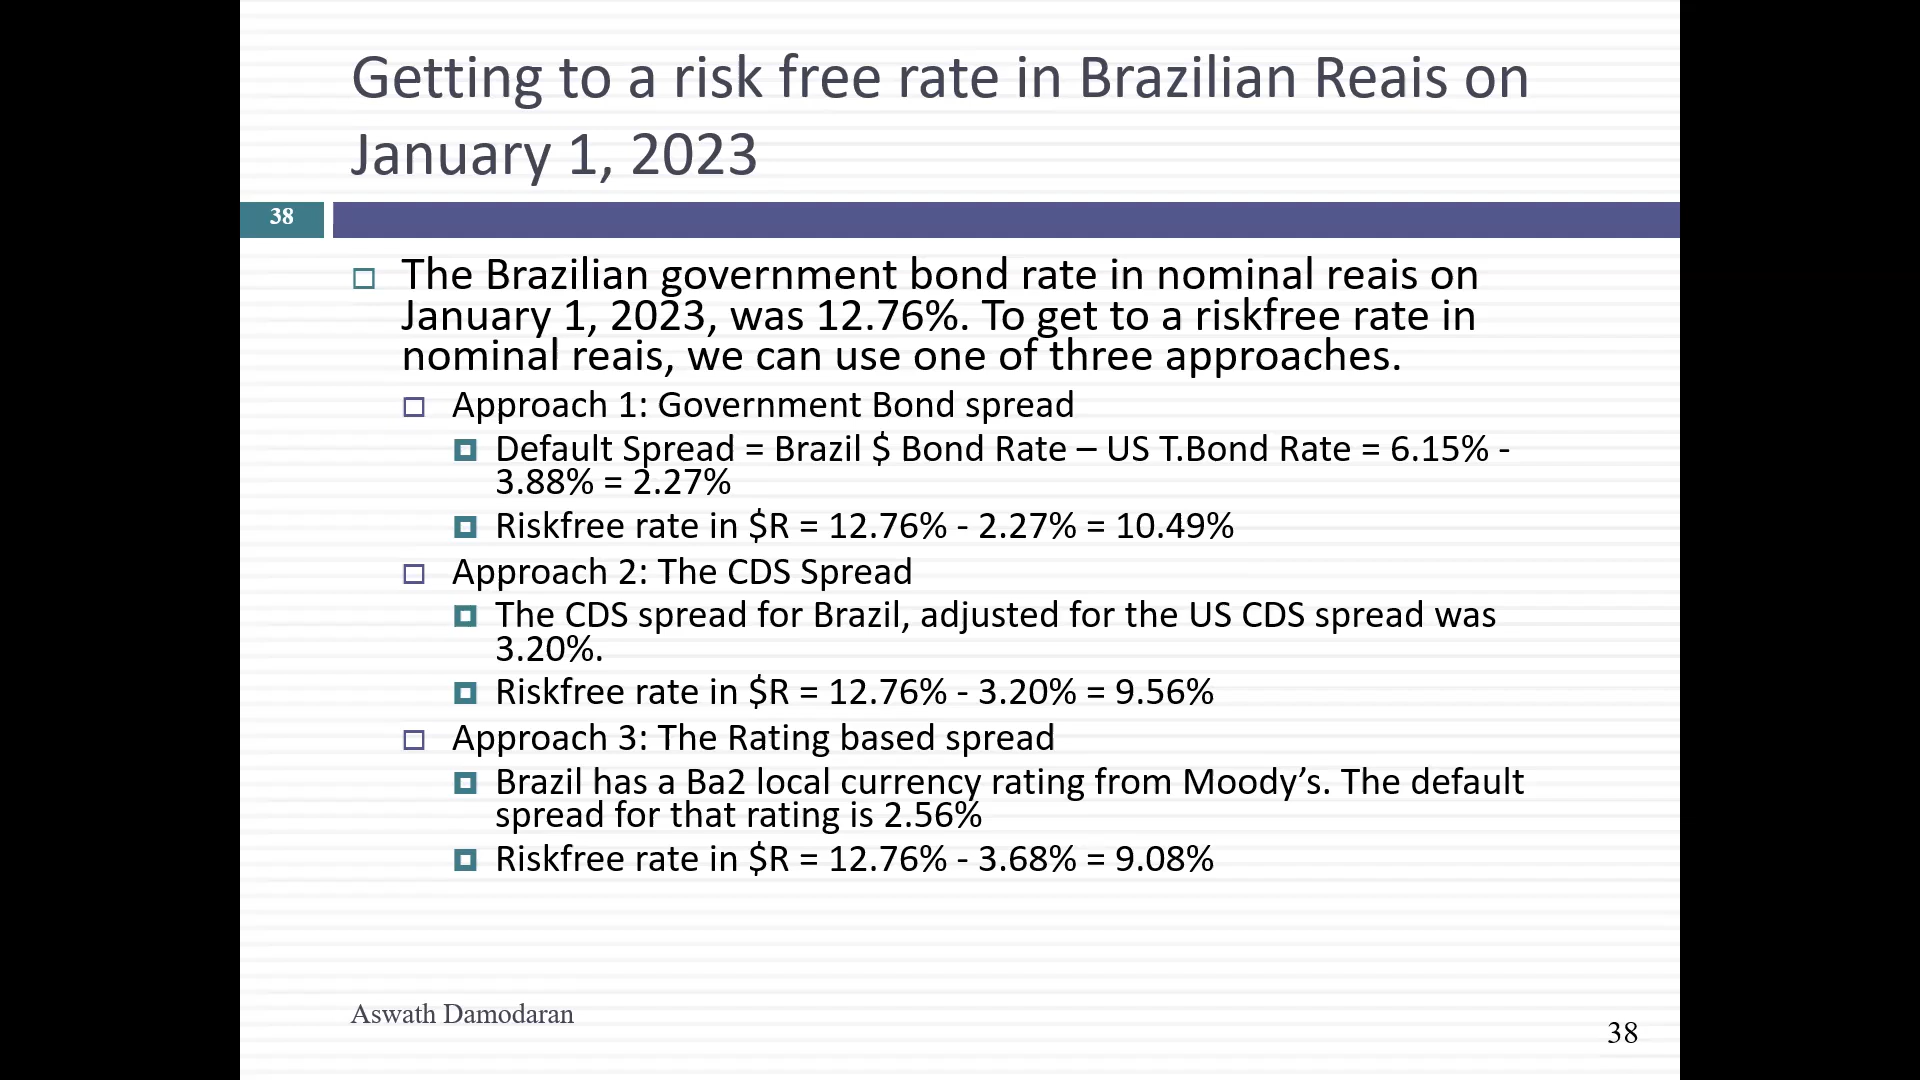 Getting to a risk free rate in Brazilian Reais on
January 1, 2023
38
The Brazilian government bond rate in nominal reais on
January 1, 2023, was 12.76%. To get to a riskfree rate in
nominal reais, we can use one of three approaches.
Approach 1: Government Bond spread
Default Spread = Brazil $ Bond Rate – US T.Bond Rate = 6.15% -
3.88% = 2.27%
Riskfree rate in $R = 12.76% - 2.27% = 10.49%
Approach 2: The CDS Spread
The CDS spread for Brazil, adjusted for the US CDS spread was
3.20%.
Riskfree rate in $R = 12.76% - 3.20% = 9.56%
Approach 3: The Rating based spread
Brazil has a Ba2 local currency rating from Moody’s. The default
spread for that rating is 2.56%
Riskfree rate in $R = 12.76% - 3.68% = 9.08%
Aswath Damodaran
38